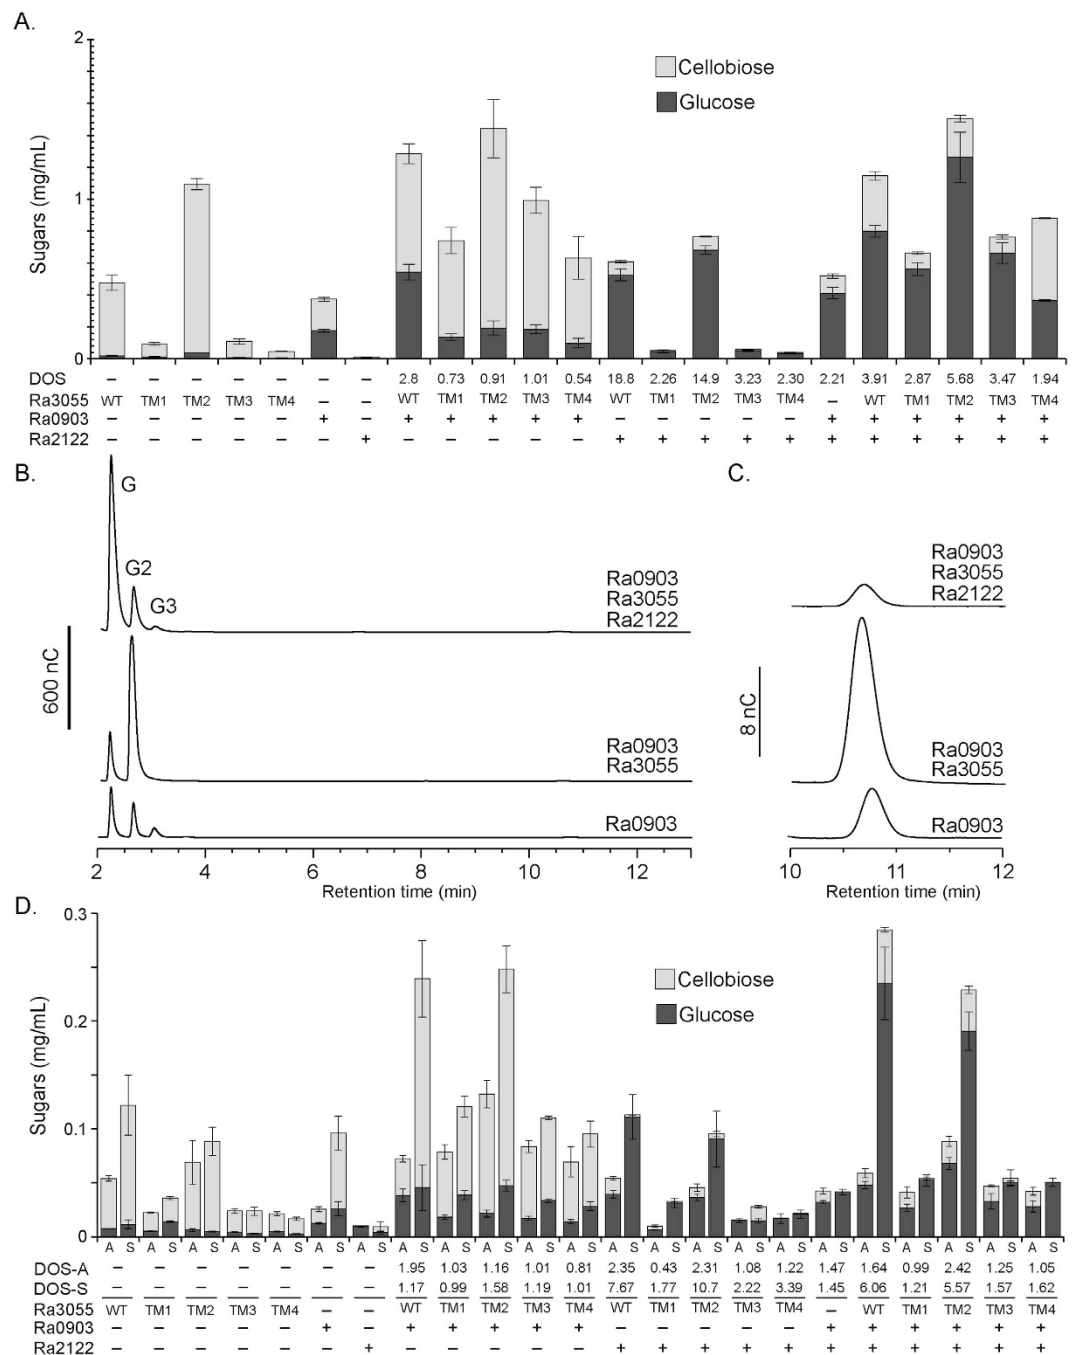 A.
2
Cellobiose
Glucose
Sugars (mg/mL)
1
0
DOS – – – – – – – 2.8 0.73 0.91 1.01 0.54 18.8 2.26 14.9 3.23 2.30 2.21 3.91 2.87 5.68 3.47 1.94
Ra3055 WT TM1 TM2 TM3 TM4 – – WT TM1 TM2 TM3 TM4 WT TM1 TM2 TM3 TM4 – WT TM1 TM2 TM3 TM4
Ra0903 – – – – – + – + + + + + – – – – – + + + + + +
Ra2122 – – – – – – + – – – – – + + + + + + + + + + +
B.
G
G2
G3
Ra0903
Ra3055
Ra2122
600 nC
Ra0903
Ra3055
Ra0903
2 4 6 8 10 12
Retention time (min)
C.
Ra0903
Ra3055
Ra2122
8 nC
Ra0903
Ra3055
Ra0903
10 11 12
Retention time (min)
D.
0.3
Cellobiose
Glucose
0.2
Sugars (mg/mL)
0.1
0
A S A S A S A S A S A S A S A S A S A S A S A S A S A S A S A S A S A S A S A S A S A S A S
DOS-A – – – – – – – 1.95 1.03 1.16 1.01 0.81 2.35 0.43 2.31 1.08 1.22 1.47 1.64 0.99 2.42 1.25 1.05
DOS-S – – – – – – – 1.17 0.99 1.58 1.19 1.01 7.67 1.77 10.7 2.22 3.39 1.45 6.06 1.21 5.57 1.57 1.62
Ra3055 WT TM1 TM2 TM3 TM4 – – WT TM1 TM2 TM3 TM4 WT TM1 TM2 TM3 TM4 – WT TM1 TM2 TM3 TM4
Ra0903 – – – – – + – + + + + + – – – – – + + + + + +
Ra2122 – – – – – – + – – – – – + + + + + + + + + + +